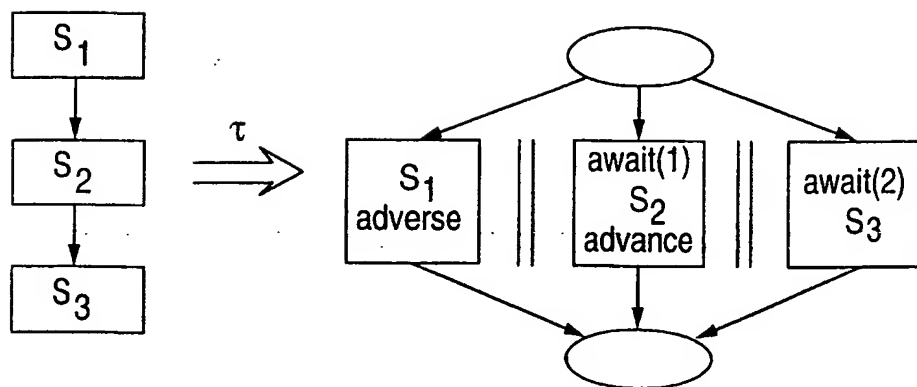 S1
S2
S3
τ
S1
adverse
await(1)
S2
advance
await(2)
S3